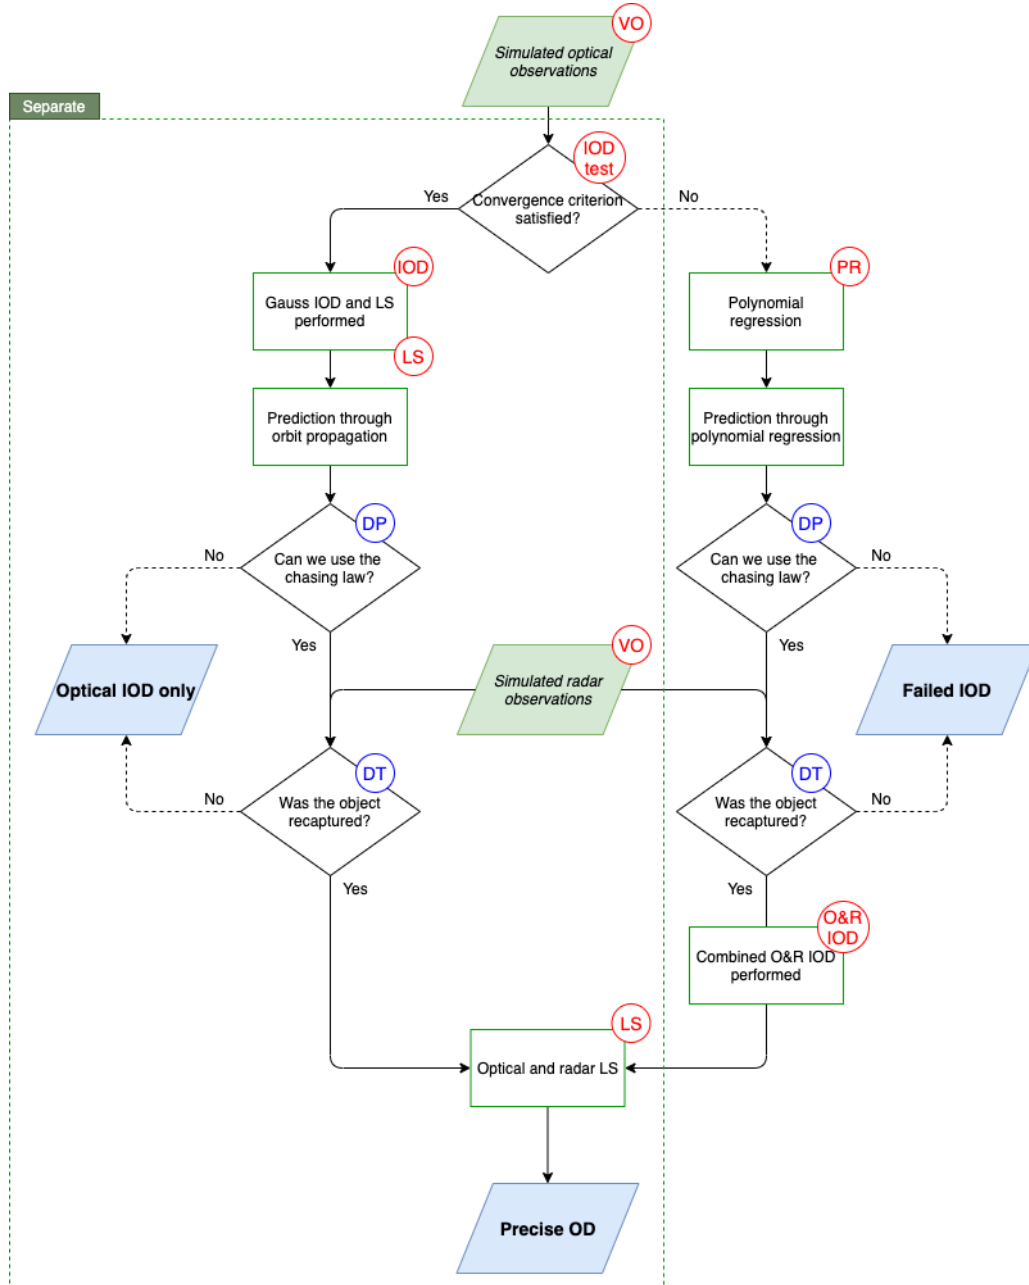 VO
Simulated optical
observations
Separate
IOD
test
Yes
Convergence criterion
satisfied?
No
IOD
Gauss IOD and LS
performed
LS
PR
Polynomial
regression
Prediction through
orbit propagation
Prediction through
polynomial regression
DP
No
Can we use the
chasing law?
Yes
DP
Can we use the
chasing law?
No
Yes
Optical IOD only
VO
Simulated radar
observations
Failed IOD
DT
No
Was the object
recaptured?
Yes
DT
Was the object
recaptured?
No
Yes
O&R
IOD
Combined O&R IOD
performed
LS
Optical and radar LS
Precise OD